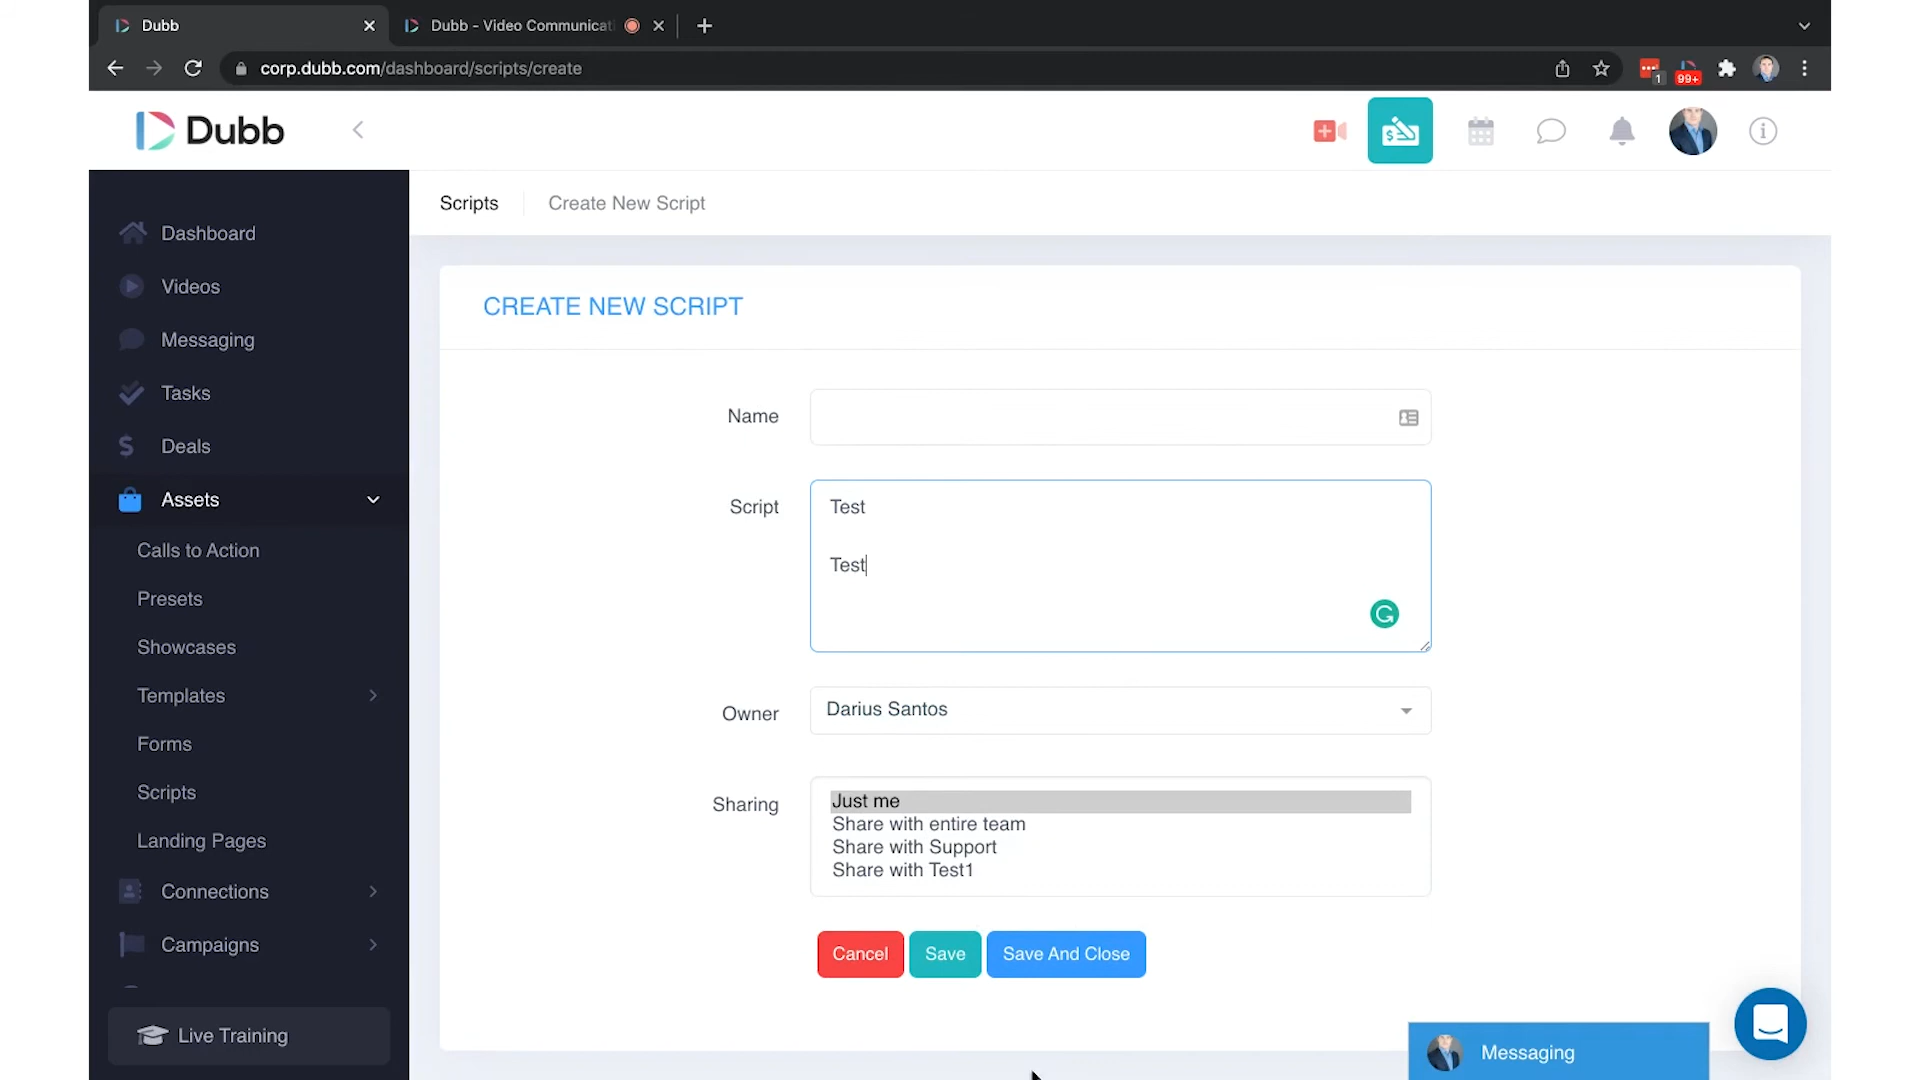 Dubb
Dubb - Video Communicat
corp.dubb.com/dashboard/scripts/create
1
99+
Dubb
Scripts
Create New Script
Dashboard
Videos
Messaging
Tasks
Deals
Assets
Calls to Action
Presets
Showcases
Templates
Forms
Scripts
Landing Pages
Connections
Campaigns
Live Training
CREATE NEW SCRIPT
Name
Script
Test
Test
Owner
Darius Santos
Sharing
Just me
Share with entire team
Share with Support
Share with Test1
Cancel
Save
Save And Close
Messaging